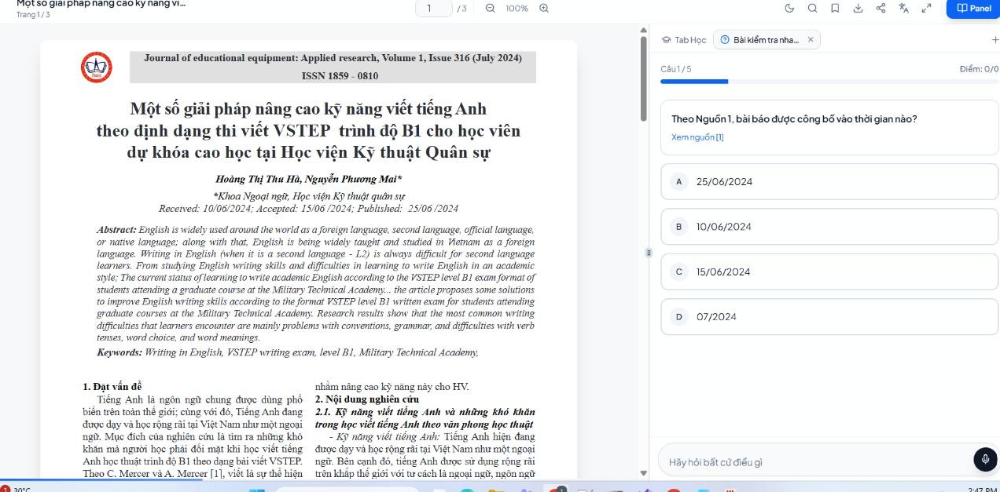 Một số giải pháp nâng cao kỹ năng vi...
Trang 1 / 3
1 / 3
100%
Panel
Journal of educational equipment: Applied research, Volume 1, Issue 316 (July 2024)
ISSN 1859 - 0810
Một số giải pháp nâng cao kỹ năng viết tiếng Anh
theo định dạng thi viết VSTEP trình độ B1 cho học viên
dự khóa cao học tại Học viện Kỹ thuật Quân sự
Hoàng Thị Thu Hà, Nguyễn Phương Mai*
*Khoa Ngoại ngữ, Học viện Kỹ thuật quân sự
Received: 10/06/2024; Accepted: 15/06 /2024; Published: 25/06 /2024
Abstract: English is widely used around the world as a foreign language, second language, official language,
or native language; along with that, English is being widely taught and studied in Vietnam as a foreign
language. Writing in English (when it is a second language - L2) is always difficult for second language
learners. From studying English writing skills and difficulties in learning to write English in an academic
style; The current status of learning to write academic English according to the VSTEP level B1 exam format of
students attending a graduate course at the Military Technical Academy... the article proposes some solutions
to improve English writing skills according to the format VSTEP level B1 written exam for students attending
graduate courses at the Military Technical Academy. Research results show that the most common writing
difficulties that learners encounter are mainly problems with conventions, grammar, and difficulties with verb
tenses, word choice, and word meanings.
Keywords: Writing in English, VSTEP writing exam, level B1, Military Technical Academy,
1. Đặt vấn đề
Tiếng Anh là ngôn ngữ chung được dùng phổ
biến trên toàn thế giới; cùng với đó, Tiếng Anh đang
được dạy và học rộng rãi tại Việt Nam như một ngoại
ngữ. Mục đích của nghiên cứu là tìm ra những khó
khăn mà người học phải đối mặt khi học viết tiếng
Anh học thuật trình độ B1 theo dạng bài viết VSTEP.
Theo C. Mercer và A. Mercer [1], viết là sự thể hiện
nhằm nâng cao kỹ năng này cho HV.
2. Nội dung nghiên cứu
2.1. Kỹ năng viết tiếng Anh và những khó khăn
trong học viết tiếng Anh theo văn phong học thuật
- Kỹ năng viết tiếng Anh: Tiếng Anh hiện đang
được dạy và học rộng rãi tại Việt Nam như một ngoại
ngữ. Bên cạnh đó, tiếng Anh được sử dụng rộng rãi
trên khắp thế giới với tư cách là ngoại ngữ, ngôn ngữ
Tab Học
Bài kiểm tra nha...
Câu 1 / 5
Điểm: 0/0
Theo Nguồn 1, bài báo được công bố vào thời gian nào?
Xem nguồn [1]
A 25/06/2024
B 10/06/2024
C 15/06/2024
D 07/2024
Hãy hỏi bất cứ điều gì
1
30°C
2:47 PM